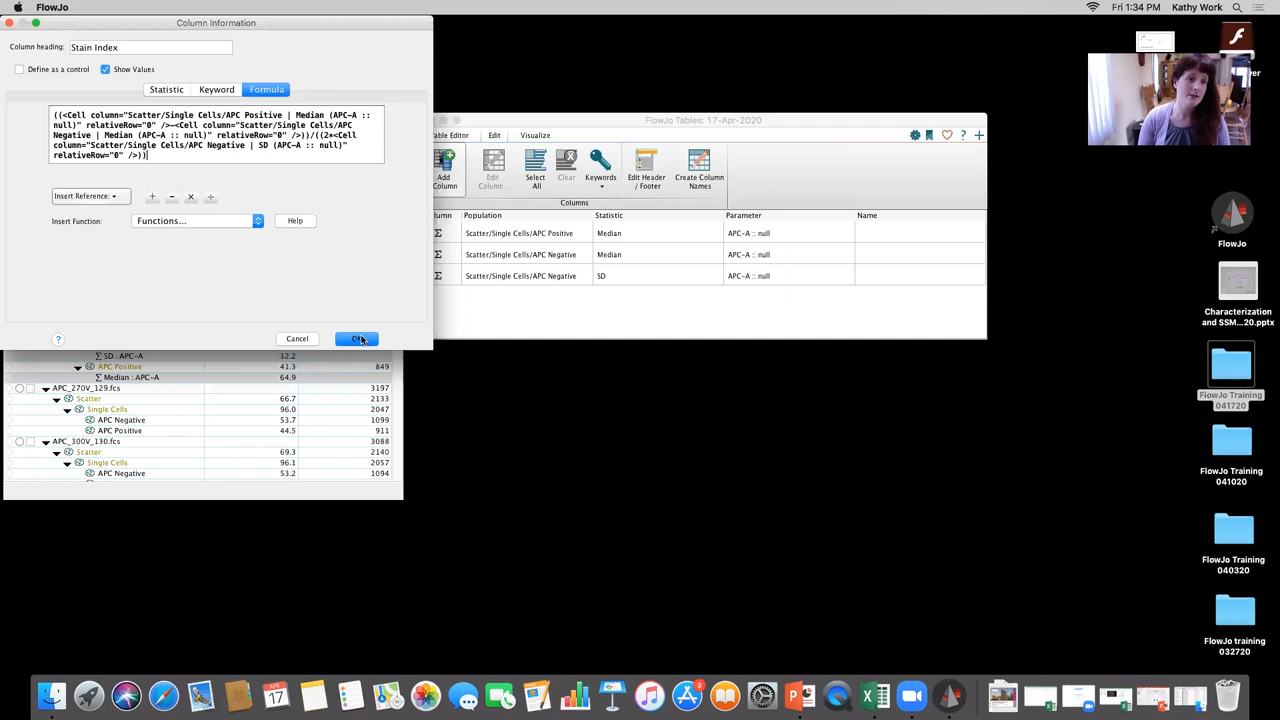 FlowJo
Fri 1:34 PM Kathy Work
Column Information
Column heading: Stain Index
Define as a control Show Values
Statistic Keyword Formula
((<Cell column="Scatter/Single Cells/APC Positive | Median (APC-A ::
null)" relativeRow="0" />-<Cell column="Scatter/Single Cells/APC
Negative | Median (APC-A :: null)" relativeRow="0" />))/((2*<Cell
column="Scatter/Single Cells/APC Negative | SD (APC-A :: null)"
relativeRow="0" />))
Insert Reference:
Insert Function: Functions... Help
? Cancel
FlowJo Tables: 17-Apr-2020
able Editor Edit Visualize
Add
Column
Edit
Column...
Select
All
Clear
Keywords
Edit Header
/ Footer
Create Column
Names
Columns
umn Population Statistic Parameter Name
Σ Scatter/Single Cells/APC Positive Median APC-A :: null
Σ Scatter/Single Cells/APC Negative Median APC-A :: null
Σ Scatter/Single Cells/APC Negative SD APC-A :: null
Σ SD : APC-A 12.2
APC Positive 41.3 849
Σ Median : APC-A 64.9
APC_270V_129.fcs 3197
Scatter 66.7 2133
Single Cells 96.0 2047
APC Negative 53.7 1099
APC Positive 44.5 911
APC_300V_130.fcs 3088
Scatter 69.3 2140
Single Cells 96.1 2057
APC Negative 53.2 1094
ver
FlowJo
Characterization
and SSM...20.pptx
FlowJo Training
041720
FlowJo Training
041020
FlowJo Training
040320
FlowJo training
032720
APR
17
3